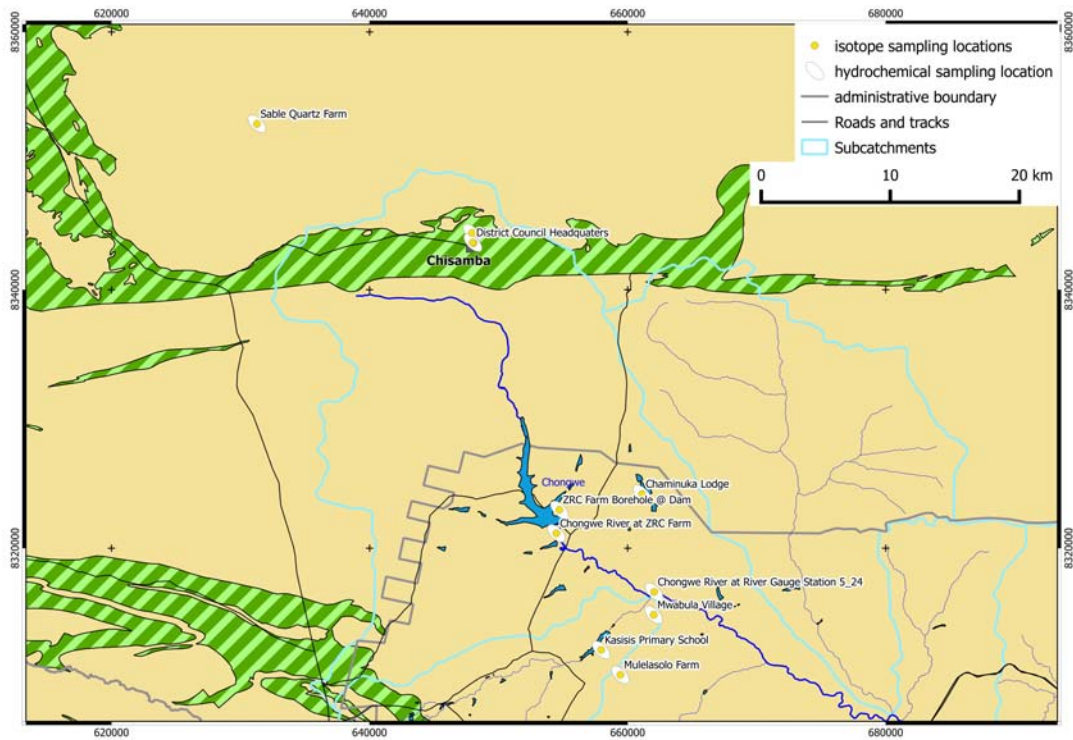 620000
640000
660000
680000
8360000
8360000
isotope sampling locations
hydrochemical sampling location
administrative boundary
Roads and tracks
Subcatchments
0
10
20 km
Sable Quartz Farm
District Council Headquaters
Chisamba
8340000
8340000
Chongwe
Chaminuka Lodge
ZRC Farm Borehole @ Dam
Chongwe River at ZRC Farm
8320000
8320000
Chongwe River at River Gauge Station 5_24
Mwabula Village
Kasisis Primary School
Mulelasolo Farm
620000
640000
660000
680000